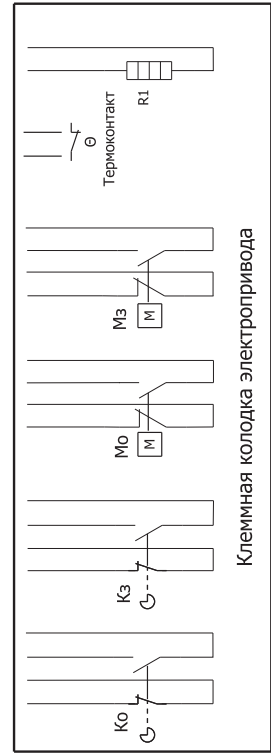 Ко
Кз
Мо
М
Мз
М
Термоконтакт
Θ
R1
Клеммная колодка электропривода